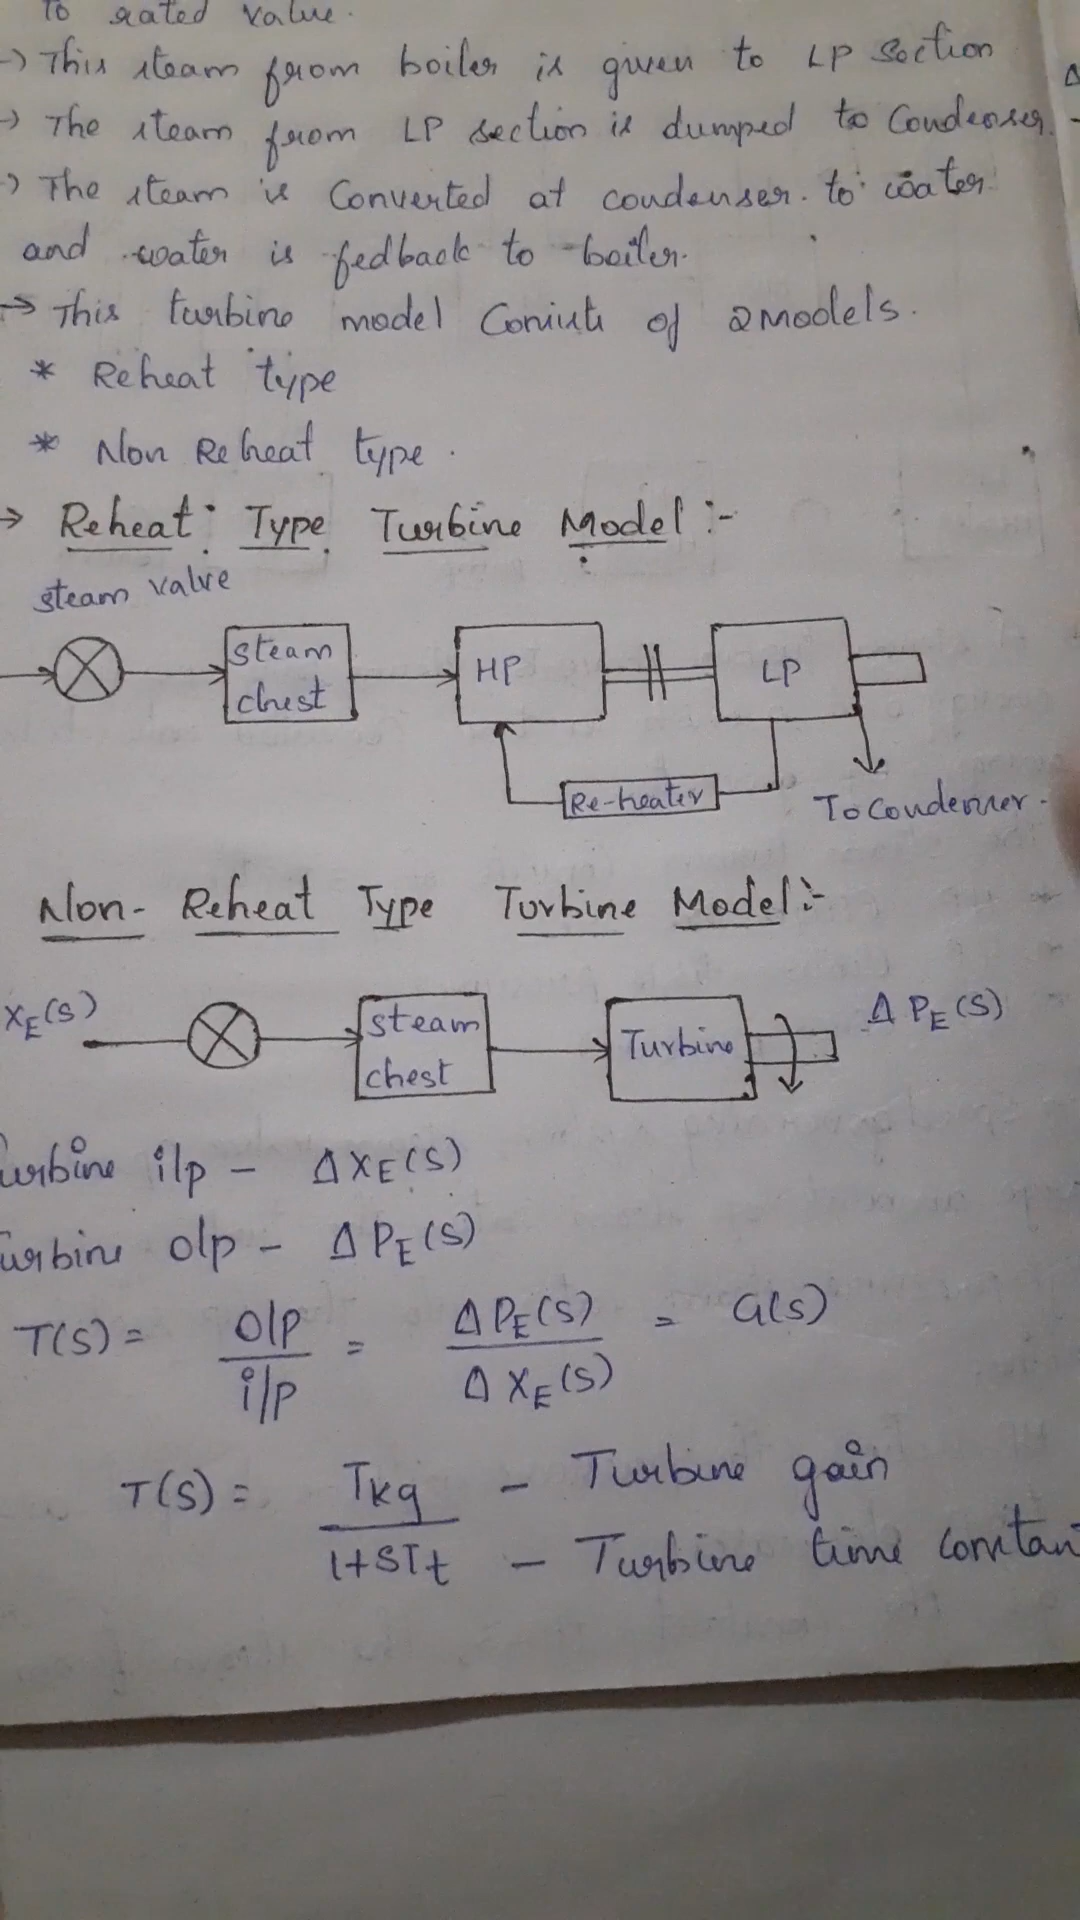 To rated value.
→ This steam from boiler is given to LP section
→ The steam from LP section is dumped to Condenser.
→ The steam is Converted at condenser. to water
and water is fedback to boiler.
→ This turbine model Consists of 2 Models.
* Reheat type
* Non Reheat type.
→ Reheat Type Turbine Model :-
steam valve
steam chest
HP
LP
Re-heater
To Condenser.
Non- Reheat Type Turbine Model :-
XE(S)
steam chest
Turbine
Δ PE(S)
Turbine i/p - ΔXE(S)
Turbine o/p - Δ PE(S)
T(S) = O/P / i/p = Δ PE(S) / Δ XE(S) = G(S)
T(S) = TKg / 1+STt
- Turbine gain
- Turbine time constan